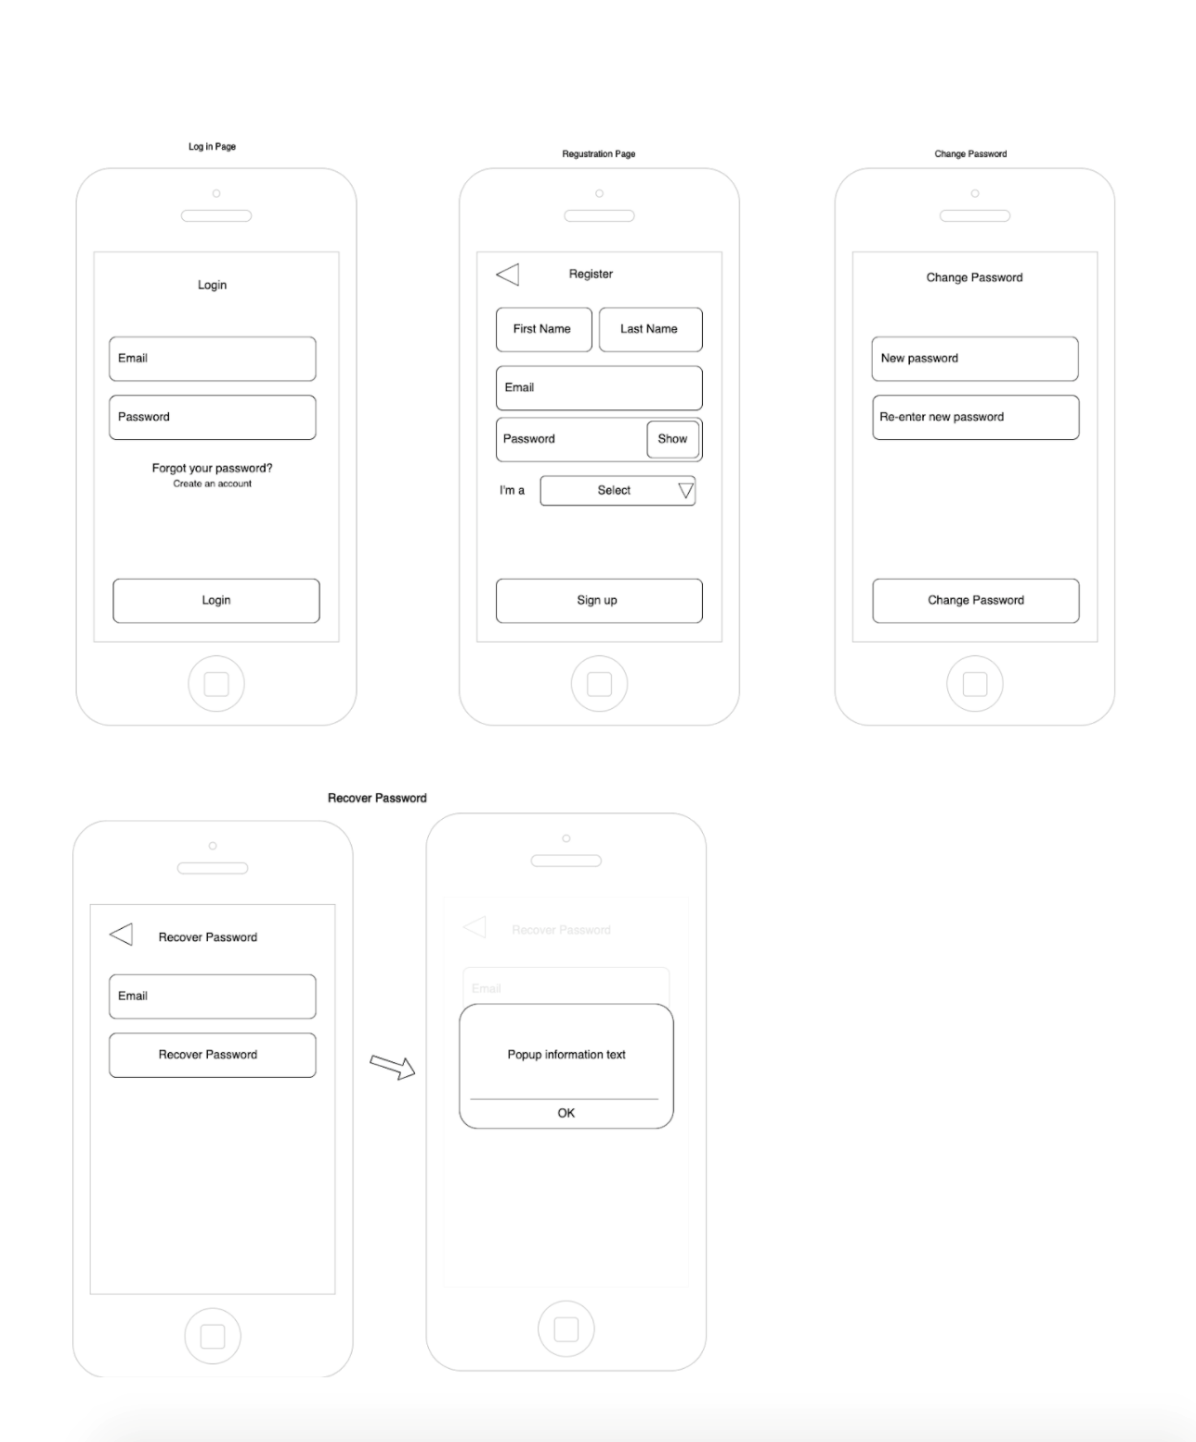 Log in Page
Login
Email
Password
Forgot your password?
Create an account
Login
Regustration Page
Register
First Name Last Name
Email
Password Show
I'm a Select
Sign up
Change Password
Change Password
New password
Re-enter new password
Change Password
Recover Password
Recover Password
Email
Recover Password
Recover Password
Email
Popup information text
OK